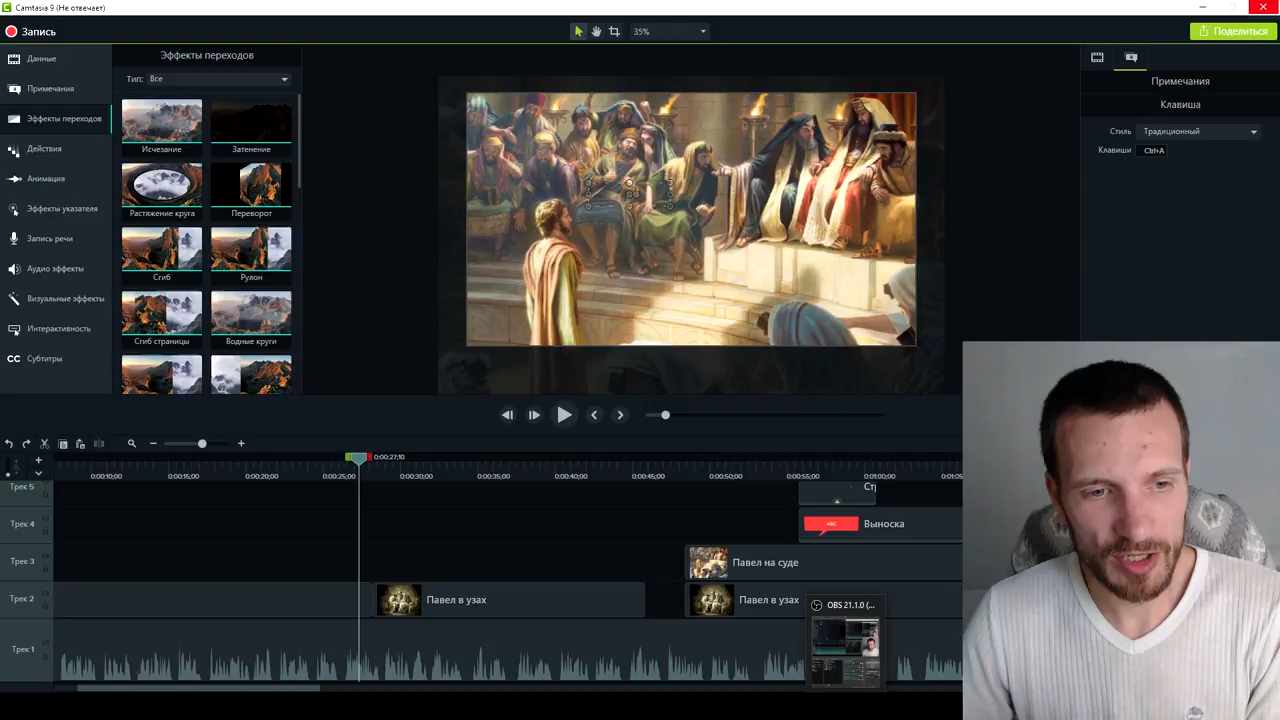 Camtasia 9 (Не отвечает)
Запись
35%
Поделиться
Данные
Примечания
Эффекты переходов
Действия
Анимация
Эффекты указателя
Запись речи
Аудио эффекты
Визуальные эффекты
Интерактивность
CC Субтитры
Эффекты переходов
Тип: Все
Исчезание
Затенение
Растяжение круга
Переворот
Сгиб
Рулон
Сгиб страницы
Водные круги
Примечания
Клавиша
Стиль Традиционный
Клавиши Ctrl+A
0:00:27;10
0:00:10;00 0:00:15;00 0:00:20;00 0:00:25;00 0:00:30;00 0:00:35;00 0:00:40;00 0:00:45;00 0:00:50;00 0:00:55;00 0:01:00;00
Трек 5
Трек 4
ABC
Выноска
Трек 3
Павел на суде
Трек 2
Павел в узах
Павел в узах
OBS 21.1.0 (...
Трек 1